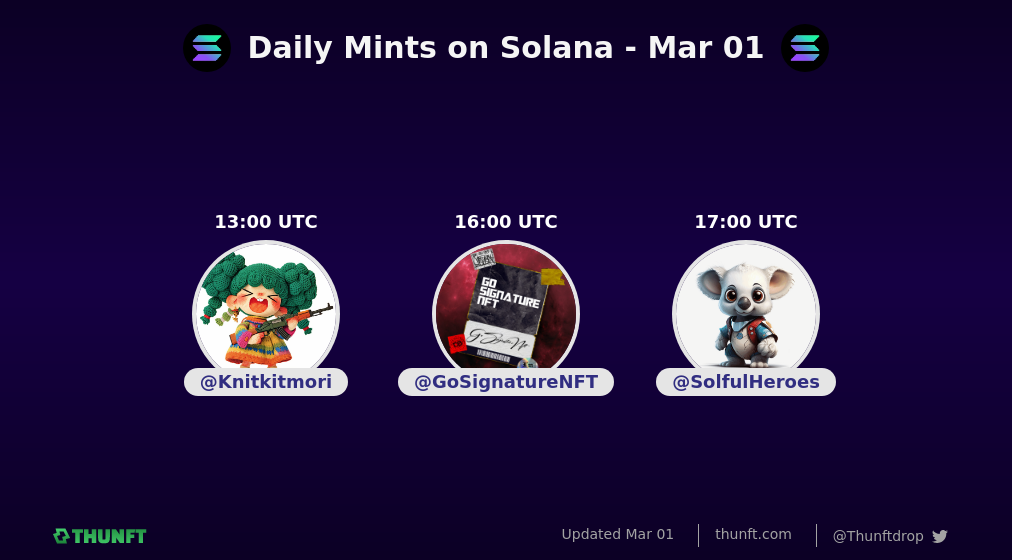 Daily Mints on Solana - Mar 01
13:00 UTC
16:00 UTC
17:00 UTC
GO
SIGNATURE
NFT
@Knitkitmori
@GoSignatureNFT
@SolfulHeroes
THUNFT
Updated Mar 01
thunft.com
@Thunftdrop